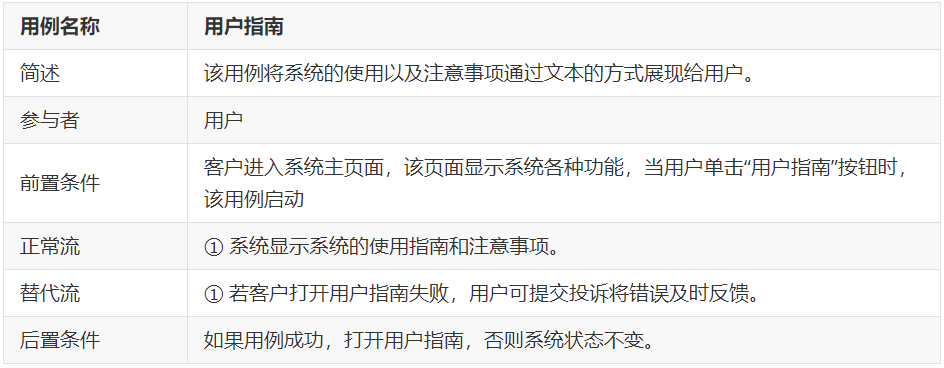 用例名称 用户指南
简述 该用例将系统的使用以及注意事项通过文本的方式展现给用户。
参与者 用户
前置条件 客户进入系统主页面，该页面显示系统各种功能，当用户单击“用户指南”按钮时，
该用例启动
正常流 ① 系统显示系统的使用指南和注意事项。
替代流 ① 若客户打开用户指南失败，用户可提交投诉将错误及时反馈。
后置条件 如果用例成功，打开用户指南，否则系统状态不变。